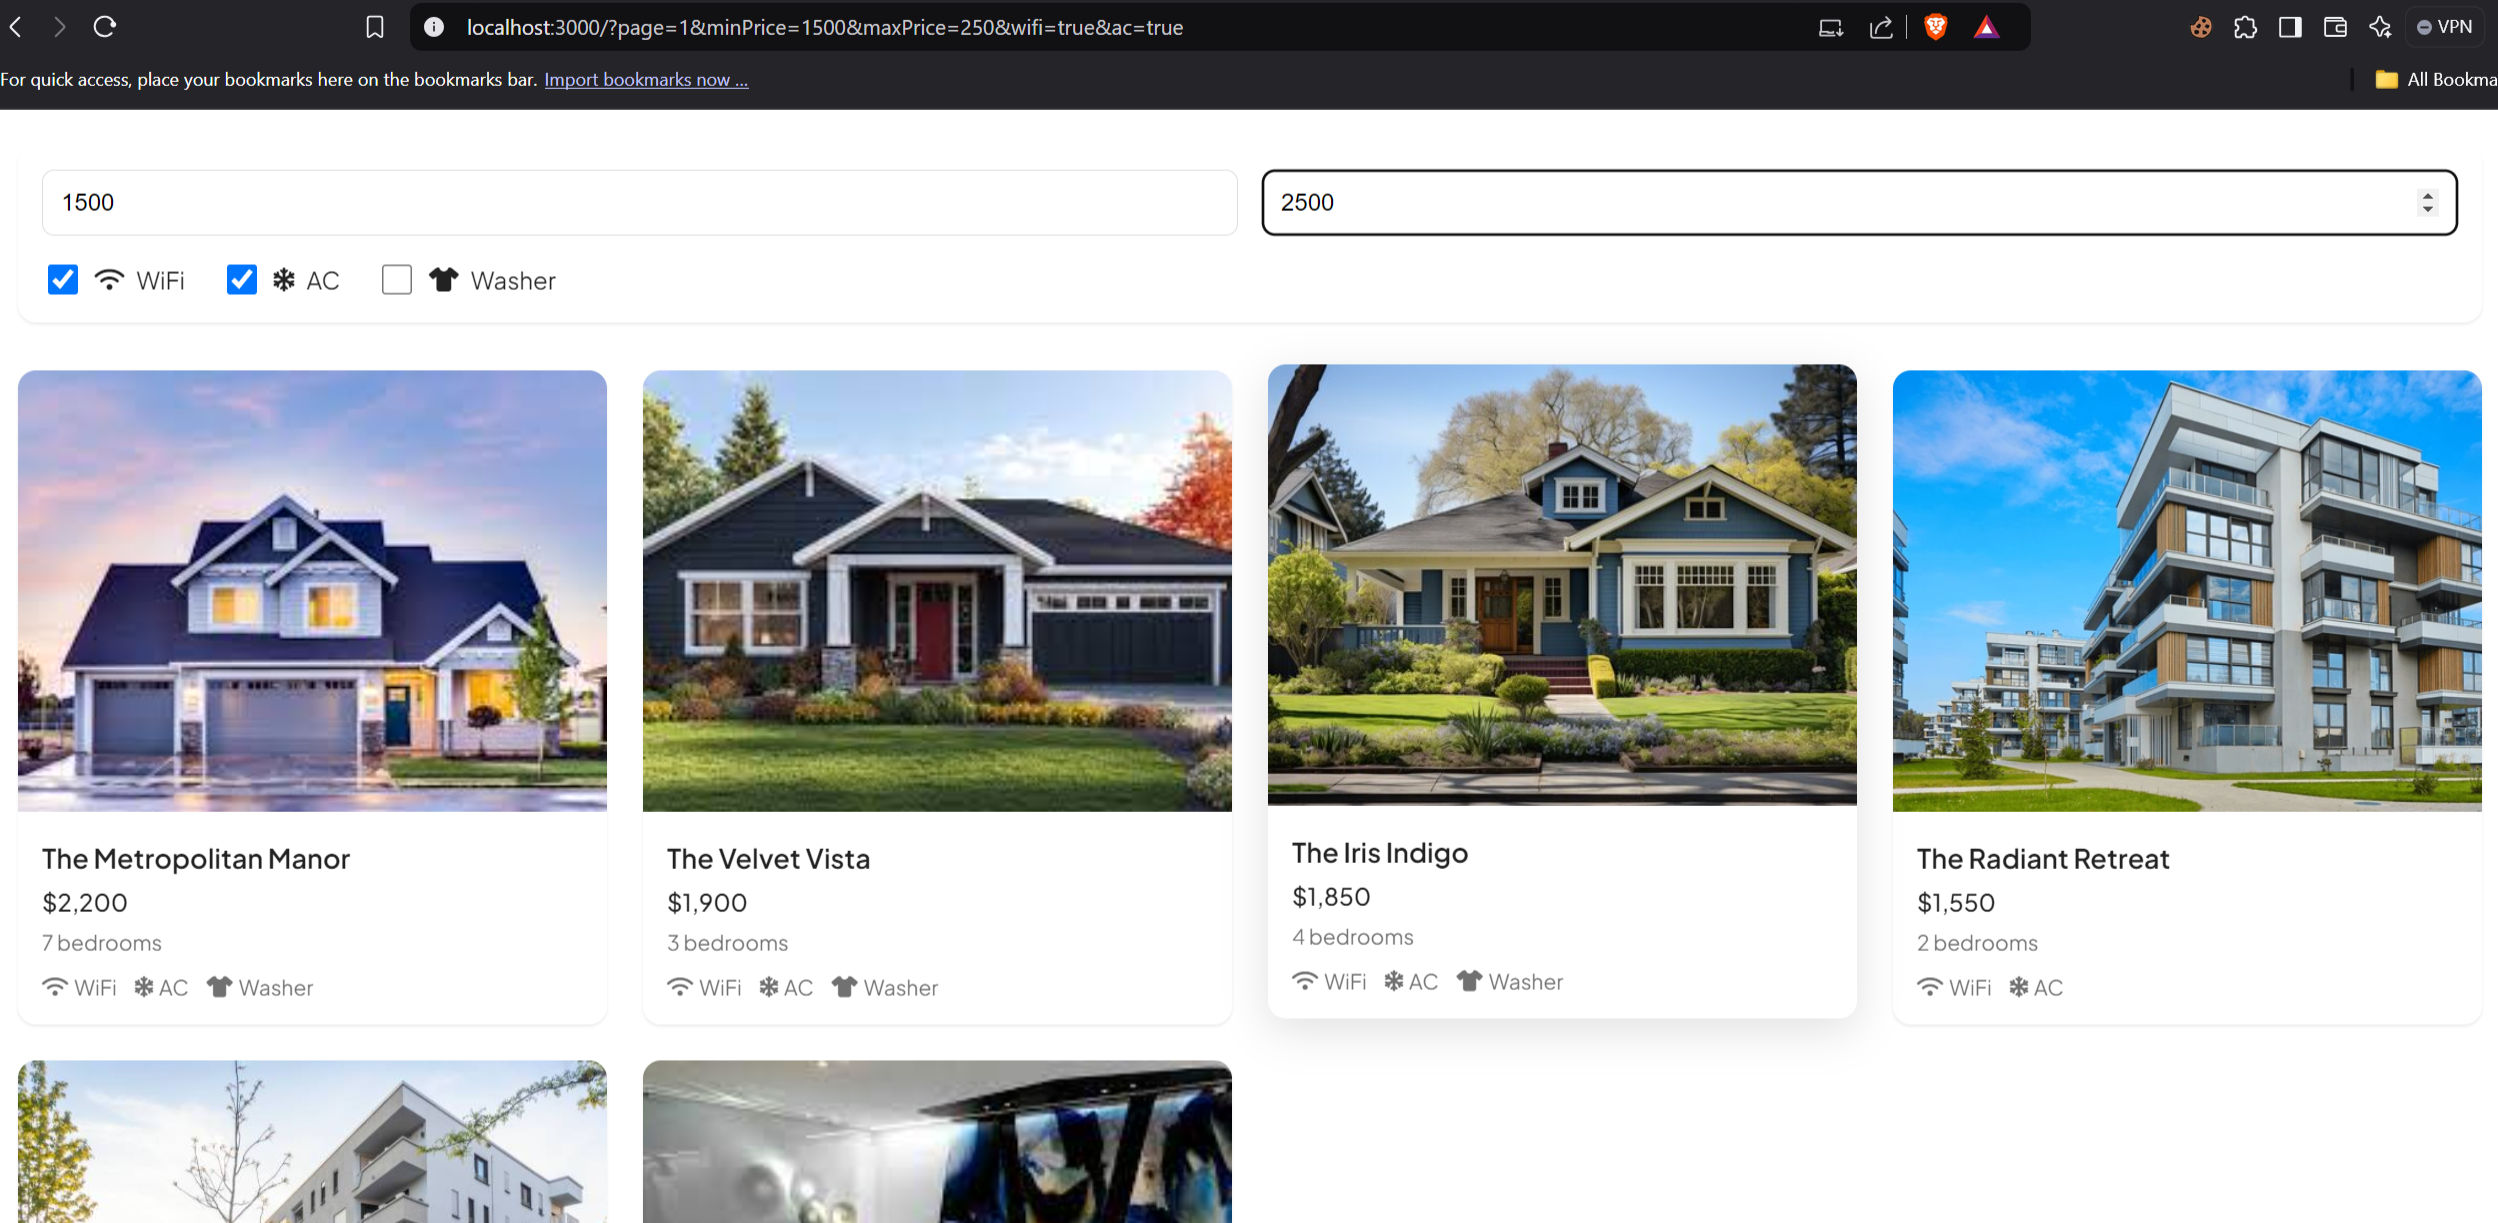 localhost:3000/?page=1&minPrice=1500&maxPrice=250&wifi=true&ac=true
VPN
For quick access, place your bookmarks here on the bookmarks bar. Import bookmarks now ...
All Bookma
1500
2500
WiFi AC Washer
The Metropolitan Manor
$2,200
7 bedrooms
WiFi AC Washer
The Velvet Vista
$1,900
3 bedrooms
WiFi AC Washer
The Iris Indigo
$1,850
4 bedrooms
WiFi AC Washer
The Radiant Retreat
$1,550
2 bedrooms
WiFi AC